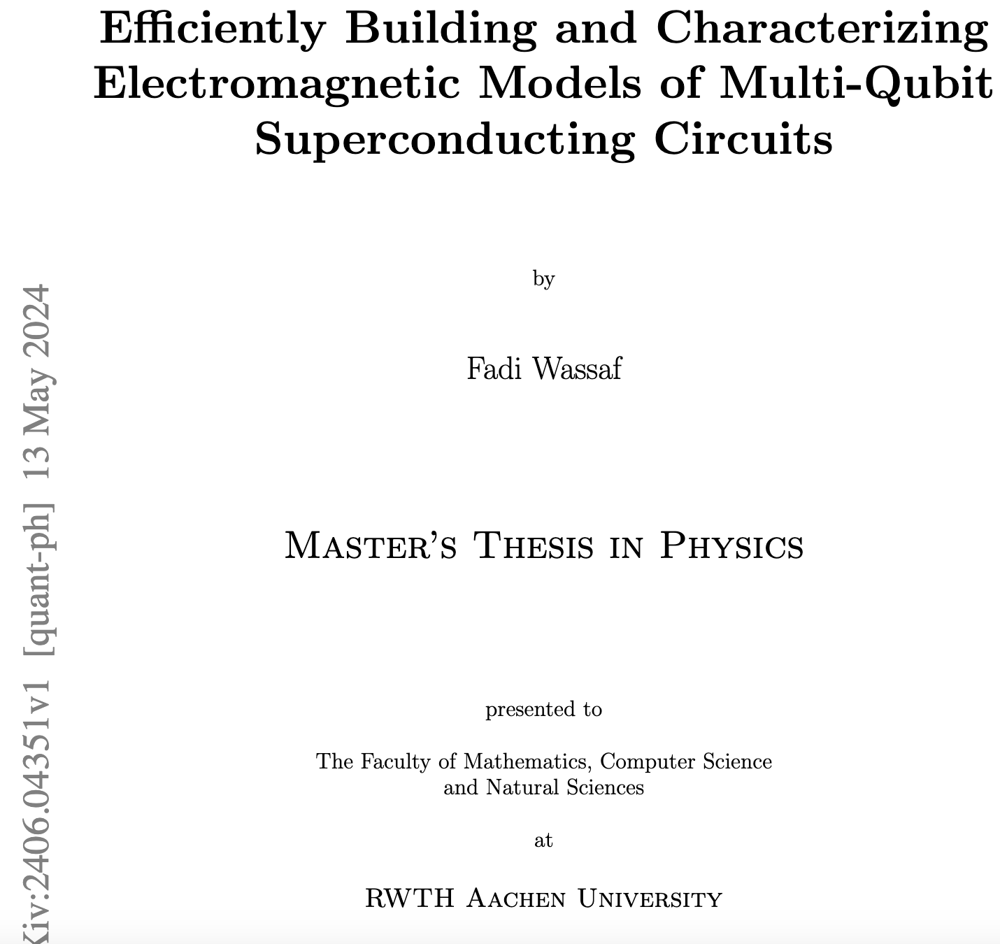 Efficiently Building and Characterizing
Electromagnetic Models of Multi-Qubit
Superconducting Circuits
by
Fadi Wassaf
Master's Thesis in Physics
presented to
The Faculty of Mathematics, Computer Science
and Natural Sciences
at
RWTH Aachen University
Xiv:2406.04351v1 [quant-ph] 13 May 2024